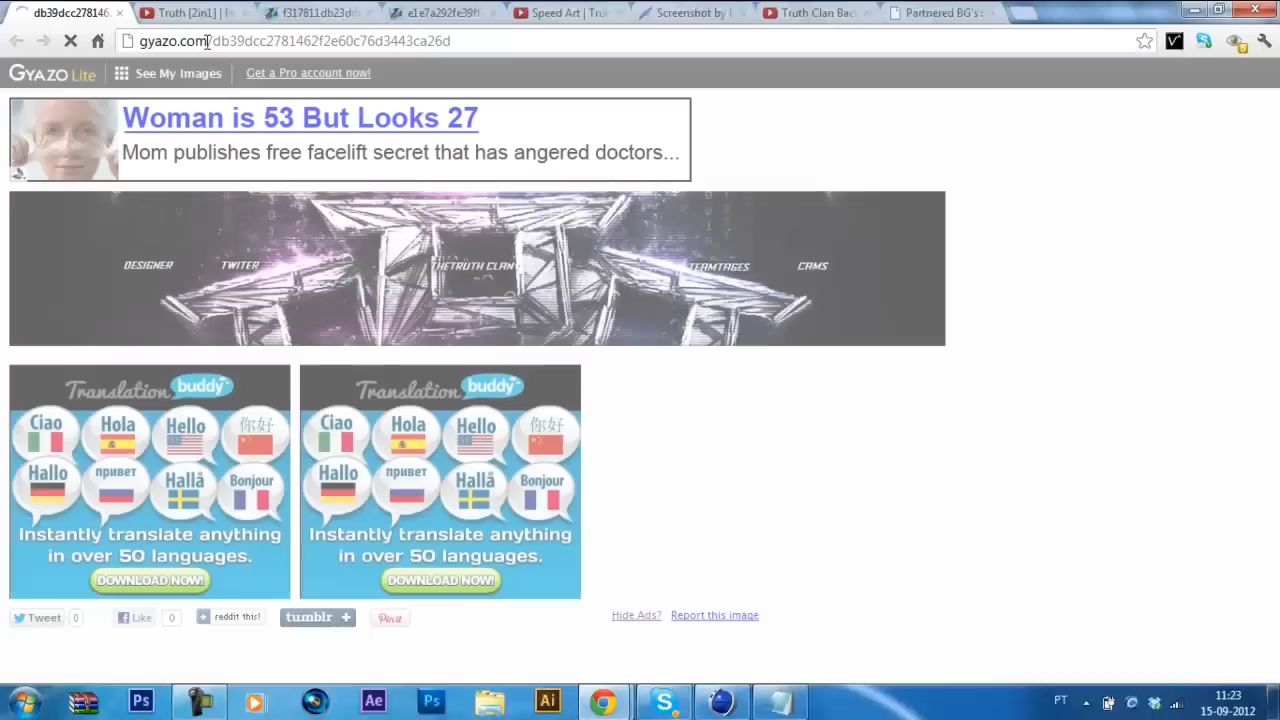 db39dcc278146
Truth [2in1] | [
f317811db23d
e1e7a292fe39f
Speed Art | Tru
Screenshot by
Truth Clan Bac
Partnered BG's
gyazo.com/db39dcc2781462f2e60c76d3443ca26d
GYAZO Lite
See My Images
Get a Pro account now!
Woman is 53 But Looks 27
Mom publishes free facelift secret that has angered doctors...
DESIGNER
TWITER
THETRUTH CLAN
TEAMTAGES
CAMS
Translation buddy
Ciao Hola Hello 你好
Hallo привет Hallå Bonjour
Instantly translate anything
in over 50 languages.
DOWNLOAD NOW!
Translation buddy
Ciao Hola Hello 你好
Hallo привет Hallå Bonjour
Instantly translate anything
in over 50 languages.
DOWNLOAD NOW!
Tweet 0
Like 0
reddit this!
tumblr +
Pin it
Hide Ads?
Report this image
Ps
Ae
Ps
Ai
PT
11:23
15-09-2012